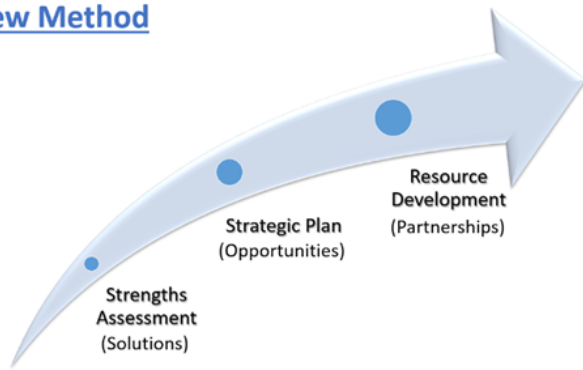 ew Method
Strengths
Assessment
(Solutions)
Strategic Plan
(Opportunities)
Resource
Development
(Partnerships)